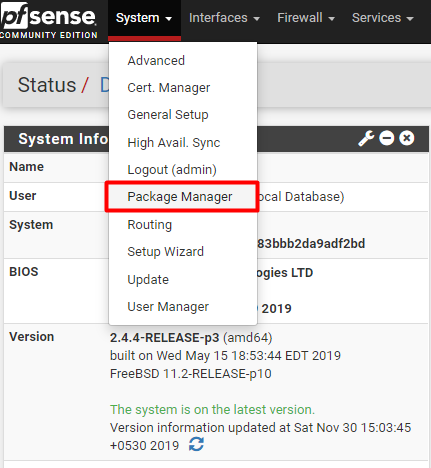 pfsense
COMMUNITY EDITION
System Interfaces Firewall Services
Status /
Advanced
Cert. Manager
General Setup
High Avail. Sync
Logout (admin)
Package Manager
Routing
Setup Wizard
Update
User Manager
System
Name
User Database)
System 83bbb2da9adf2bd
BIOS LTD
2019
Version 2.4.4-RELEASE-p3 (amd64)
built on Wed May 15 18:53:44 EDT 2019
FreeBSD 11.2-RELEASE-p10
The system is on the latest version.
Version information updated at Sat Nov 30 15:03:45
+0530 2019